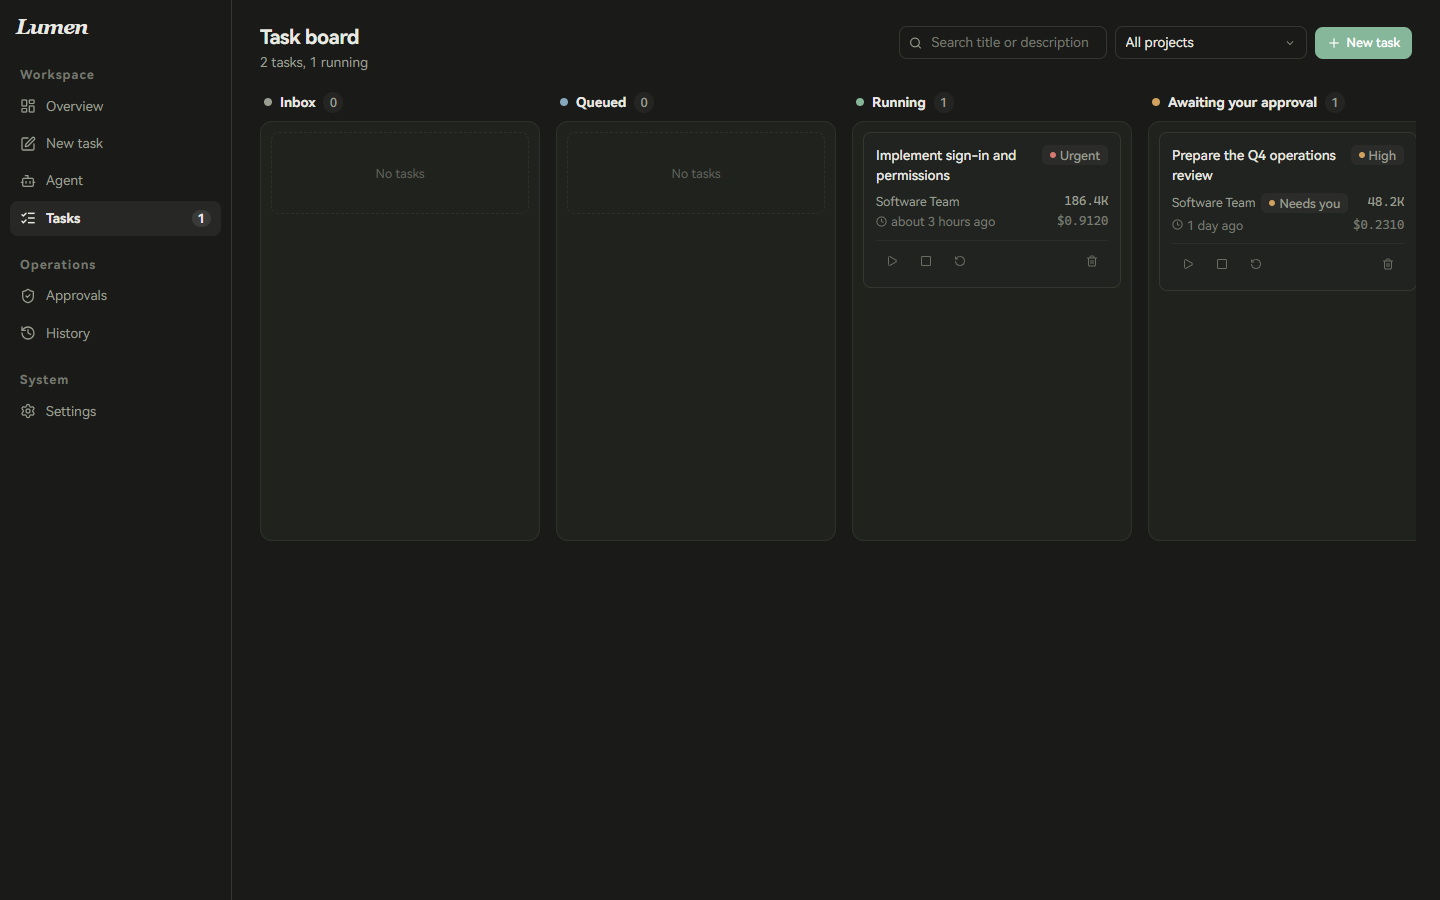 Lumen
Workspace
Overview
New task
Agent
Tasks 1
Operations
Approvals
History
System
Settings
Task board
2 tasks, 1 running
Search title or description
All projects
New task
Inbox 0
No tasks
Queued 0
No tasks
Running 1
Implement sign-in and
permissions
Urgent
Software Team 186.4K
about 3 hours ago $0.9120
Awaiting your approval 1
Prepare the Q4 operations
review
High
Software Team Needs you 48.2K
1 day ago $0.2310